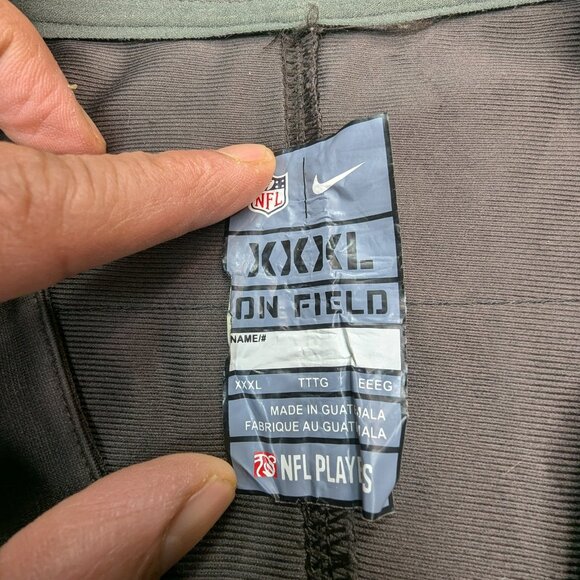 NFL
XXXL
ON FIELD
NAME/#
XXXL TTTG EEEG
MADE IN GUATEMALA
FABRIQUE AU GUATEMALA
NFL PLAYERS